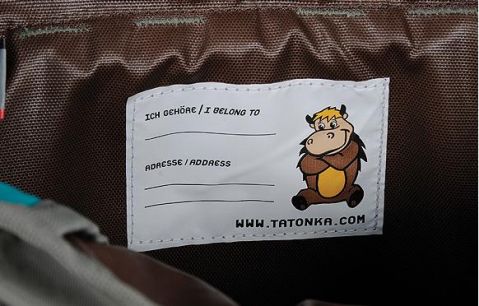 ICH GEHÖRE / I BELONG TO
ADRESSE / ADDRESS
WWW.TATONKA.COM